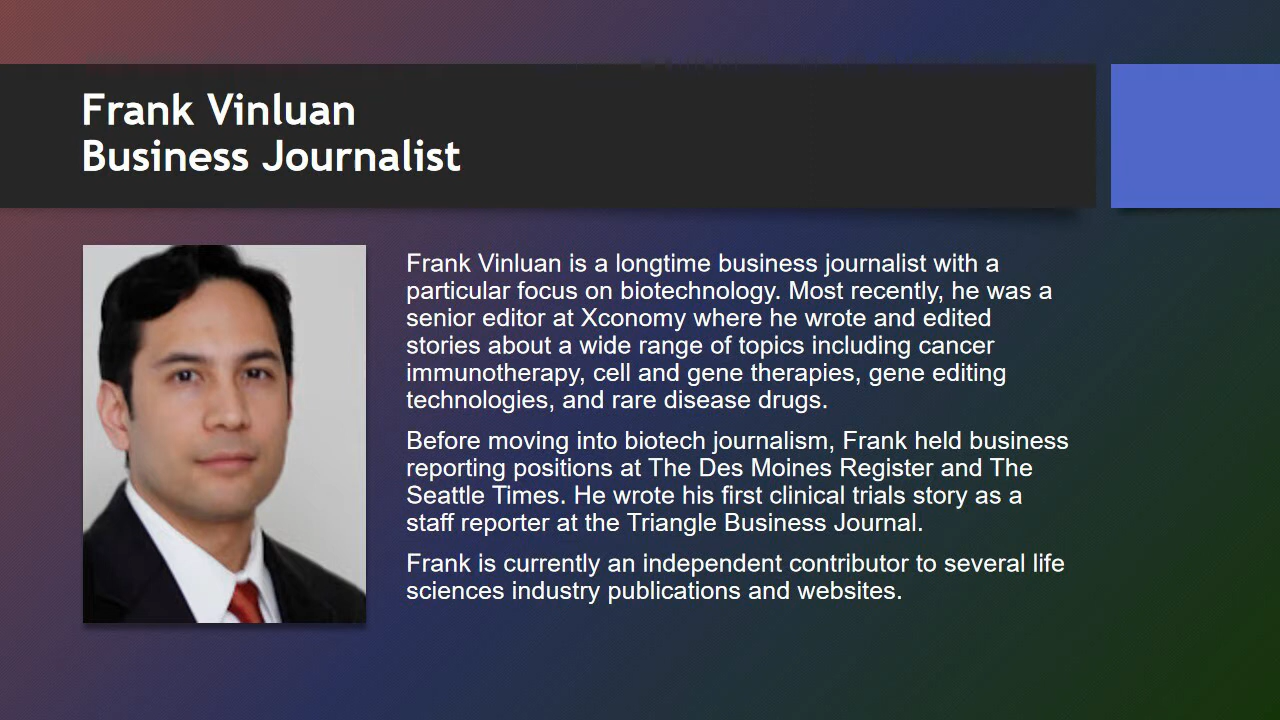 Frank Vinluan
Business Journalist
Frank Vinluan is a longtime business journalist with a
particular focus on biotechnology. Most recently, he was a
senior editor at Xconomy where he wrote and edited
stories about a wide range of topics including cancer
immunotherapy, cell and gene therapies, gene editing
technologies, and rare disease drugs.
Before moving into biotech journalism, Frank held business
reporting positions at The Des Moines Register and The
Seattle Times. He wrote his first clinical trials story as a
staff reporter at the Triangle Business Journal.
Frank is currently an independent contributor to several life
sciences industry publications and websites.